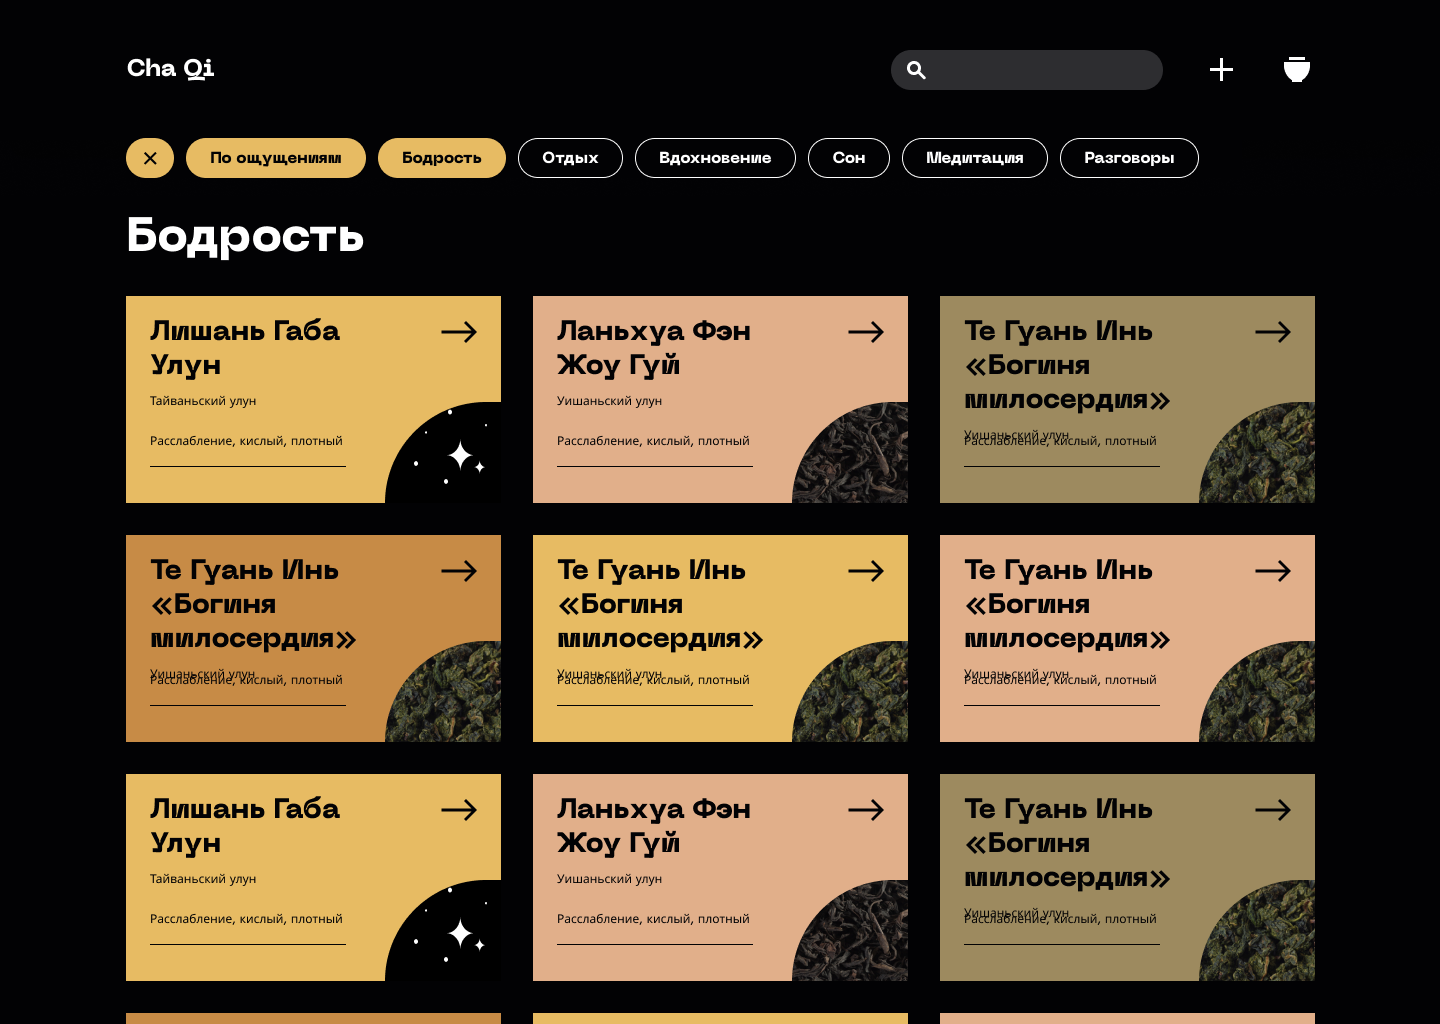 Cha Qi
По ощущениям
Бодрость
Отдых
Вдохновение
Сон
Медитация
Разговоры
Бодрость
Лишань Габа
Улун
Тайваньский улун
Расслабление, кислый, плотный
Ланьхуа Фэн
Жоу Гуй
Уишаньский улун
Расслабление, кислый, плотный
Те Гуань Инь
«Богиня
милосердия»
Уишаньский улун
Расслабление, кислый, плотный
Те Гуань Инь
«Богиня
милосердия»
Уишаньский улун
Расслабление, кислый, плотный
Те Гуань Инь
«Богиня
милосердия»
Уишаньский улун
Расслабление, кислый, плотный
Те Гуань Инь
«Богиня
милосердия»
Уишаньский улун
Расслабление, кислый, плотный
Лишань Габа
Улун
Тайваньский улун
Расслабление, кислый, плотный
Ланьхуа Фэн
Жоу Гуй
Уишаньский улун
Расслабление, кислый, плотный
Те Гуань Инь
«Богиня
милосердия»
Уишаньский улун
Расслабление, кислый, плотный